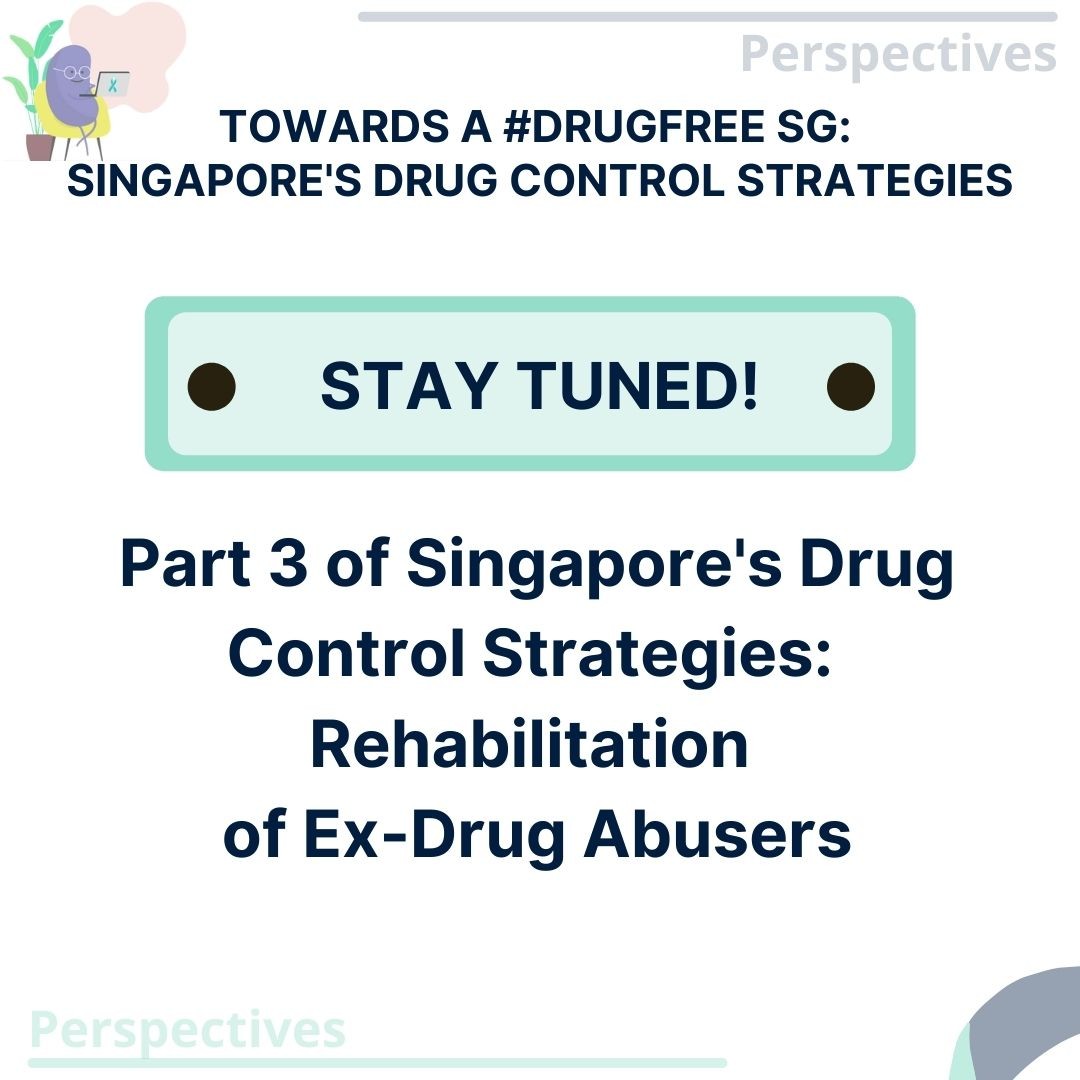 Perspectives
TOWARDS A #DRUGFREE SG:
SINGAPORE'S DRUG CONTROL STRATEGIES
STAY TUNED!
Part 3 of Singapore's Drug
Control Strategies:
Rehabilitation
of Ex-Drug Abusers
Perspectives